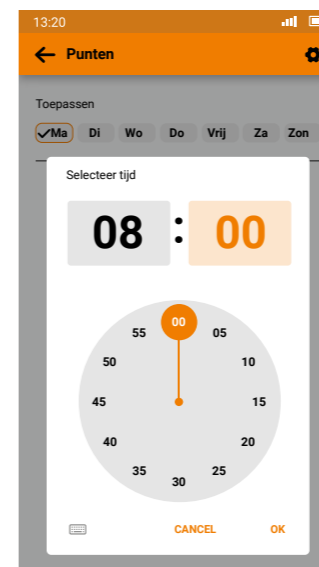 13:20
Punten
Toepassen
Ma Di Wo Do Vrij Za Zon
Selecteer tijd
08 : 00
00
55 05
50 10
45 15
40 20
35 25
30
CANCEL OK